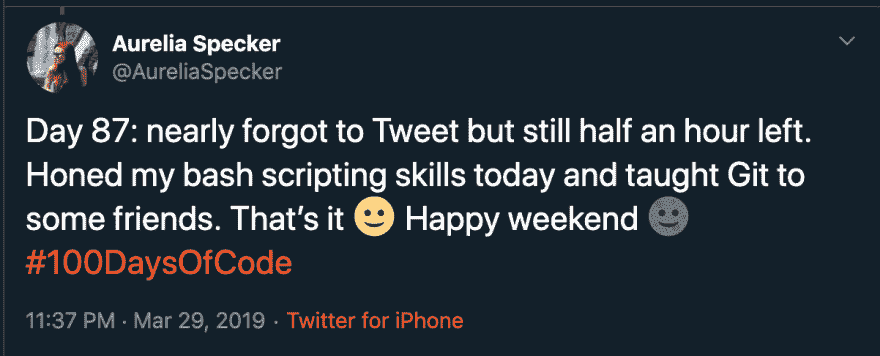 Aurelia Specker
@AureliaSpecker
Day 87: nearly forgot to Tweet but still half an hour left.
Honed my bash scripting skills today and taught Git to
some friends. That’s it 🙂 Happy weekend 🌚
#100DaysOfCode
11:37 PM · Mar 29, 2019 · Twitter for iPhone